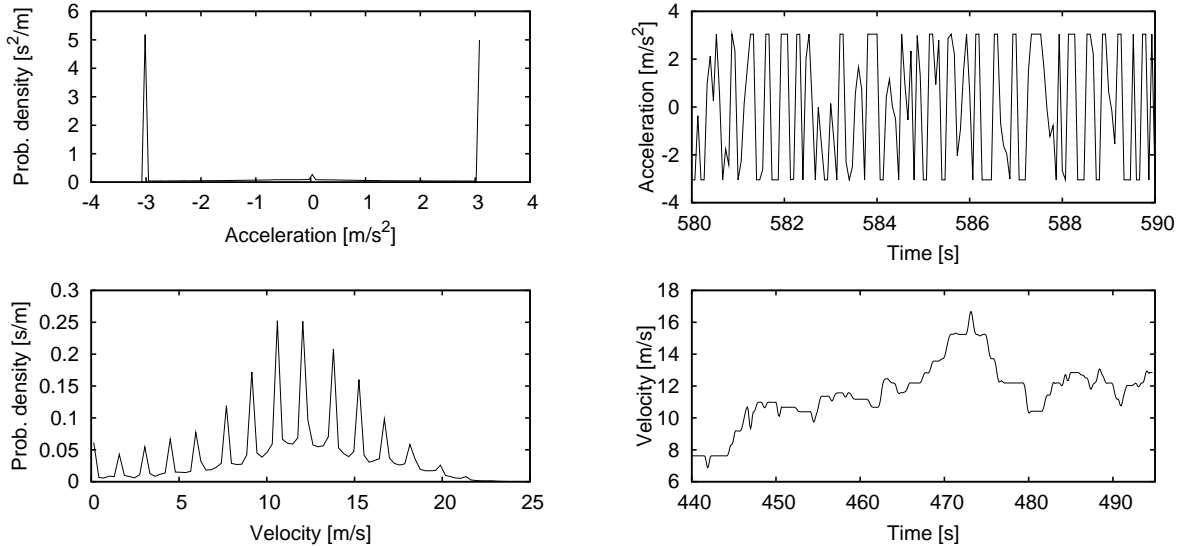 Prob. density [s²/m]
6
5
4
3
2
1
0
-4 -3 -2 -1 0 1 2 3 4
Acceleration [m/s²]
Acceleration [m/s²]
4
2
0
-2
-4
580 582 584 586 588 590
Time [s]
Prob. density [s/m]
0.3
0.25
0.2
0.15
0.1
0.05
0
0 5 10 15 20 25
Velocity [m/s]
Velocity [m/s]
18
16
14
12
10
8
6
440 450 460 470 480 490
Time [s]